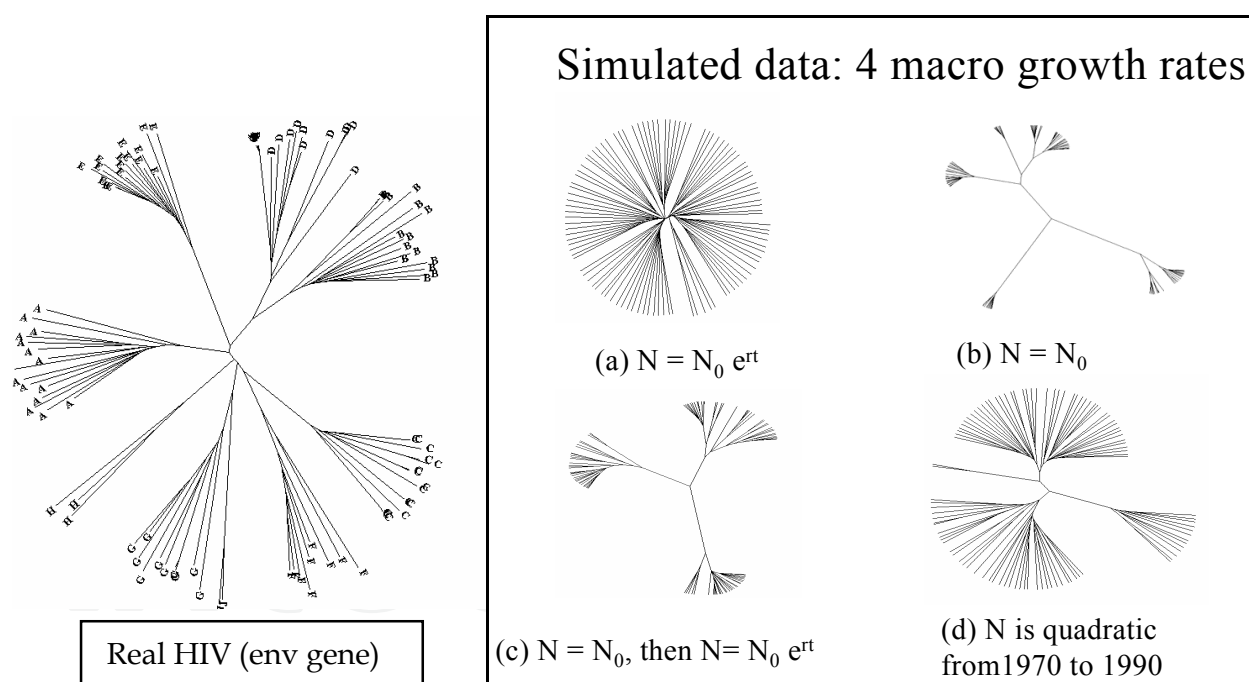 Simulated data: 4 macro growth rates
E E
E
E E E
E E E
E E
E E
D D
D D
D D D
D
D
B
B
B B
B B
B B
B
B
B B
B
A
A
A A
A
A A
A A A
A
A A A
C
C
C C
C
C
C
C C
H H
H
G G
G G
G G
G
G
F
F F F
F F
F
U
Real HIV (env gene)
(a) N = N₀ eʳᵗ
(b) N = N₀
(c) N = N₀, then N= N₀ eʳᵗ
(d) N is quadratic
from1970 to 1990